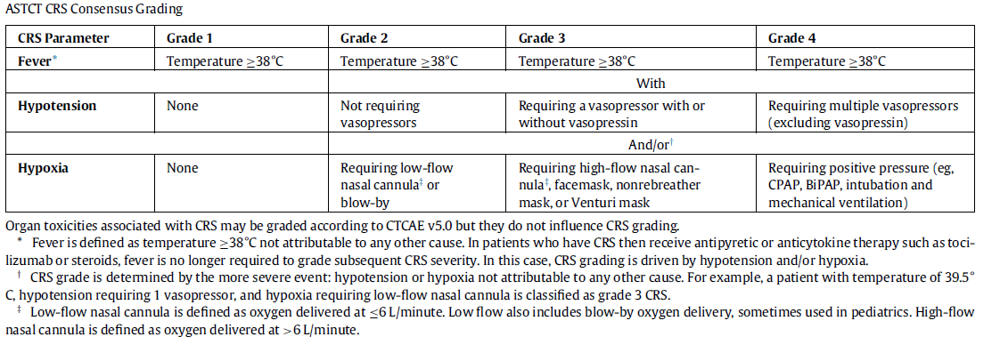 ASTCT CRS Consensus Grading
CRS Parameter Grade 1 Grade 2 Grade 3 Grade 4
Fever* Temperature ≥38°C Temperature ≥38°C Temperature ≥38°C Temperature ≥38°C
With
Hypotension None Not requiring Requiring a vasopressor with or Requiring multiple vasopressors
vasopressors without vasopressin (excluding vasopressin)
And/or†
Hypoxia None Requiring low-flow Requiring high-flow nasal can- Requiring positive pressure (eg,
nasal cannula‡ or nula‡, facemask, nonrebreather CPAP, BiPAP, intubation and
blow-by mask, or Venturi mask mechanical ventilation)
Organ toxicities associated with CRS may be graded according to CTCAE v5.0 but they do not influence CRS grading.
* Fever is defined as temperature ≥38°C not attributable to any other cause. In patients who have CRS then receive antipyretic or anticytokine therapy such as toci-
lizumab or steroids, fever is no longer required to grade subsequent CRS severity. In this case, CRS grading is driven by hypotension and/or hypoxia.
† CRS grade is determined by the more severe event: hypotension or hypoxia not attributable to any other cause. For example, a patient with temperature of 39.5°
C, hypotension requiring 1 vasopressor, and hypoxia requiring low-flow nasal cannula is classified as grade 3 CRS.
‡ Low-flow nasal cannula is defined as oxygen delivered at ≤6 L/minute. Low flow also includes blow-by oxygen delivery, sometimes used in pediatrics. High-flow
nasal cannula is defined as oxygen delivered at >6 L/minute.